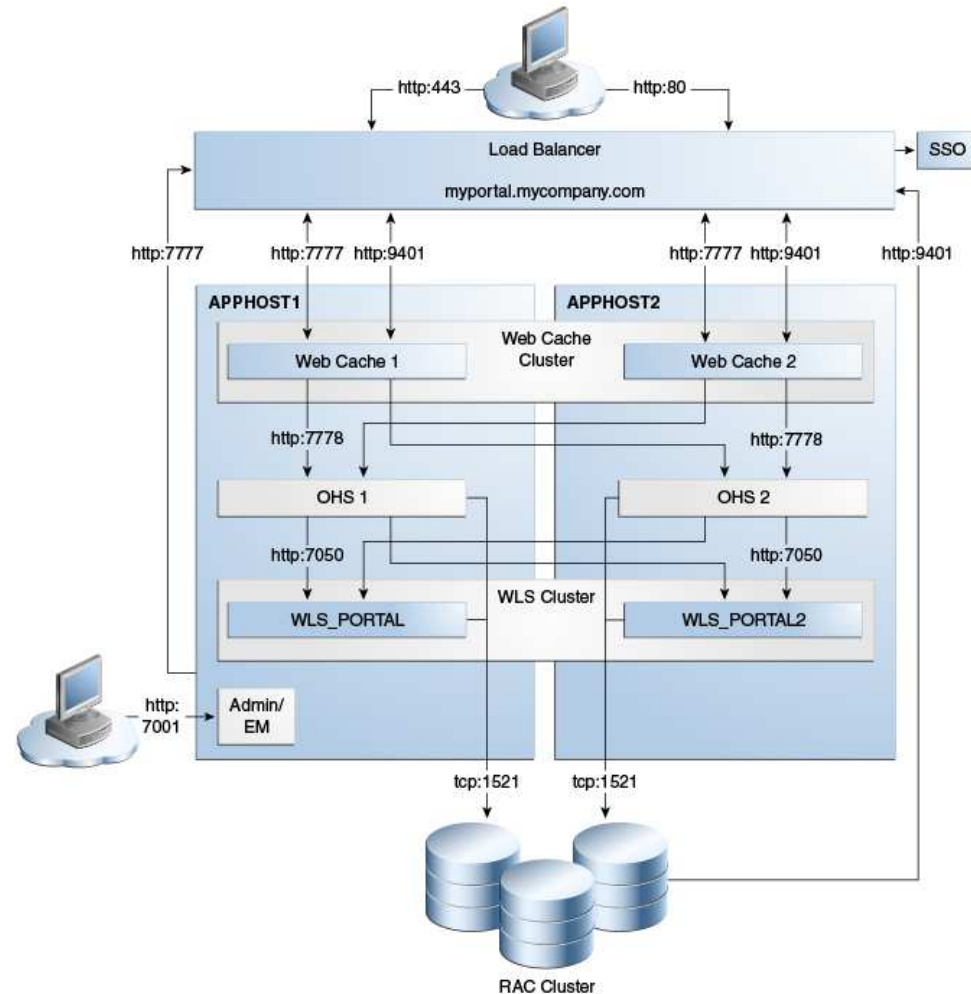 http:443
http:80
Load Balancer
SSO
myportal.mycompany.com
http:7777
http:7777
http:9401
http:7777
http:9401
http:9401
APPHOST1
APPHOST2
Web Cache
Cluster
Web Cache 1
Web Cache 2
http:7778
http:7778
OHS 1
OHS 2
http:7050
http:7050
WLS Cluster
WLS_PORTAL
WLS_PORTAL2
http:
7001
Admin/
EM
tcp:1521
tcp:1521
RAC Cluster